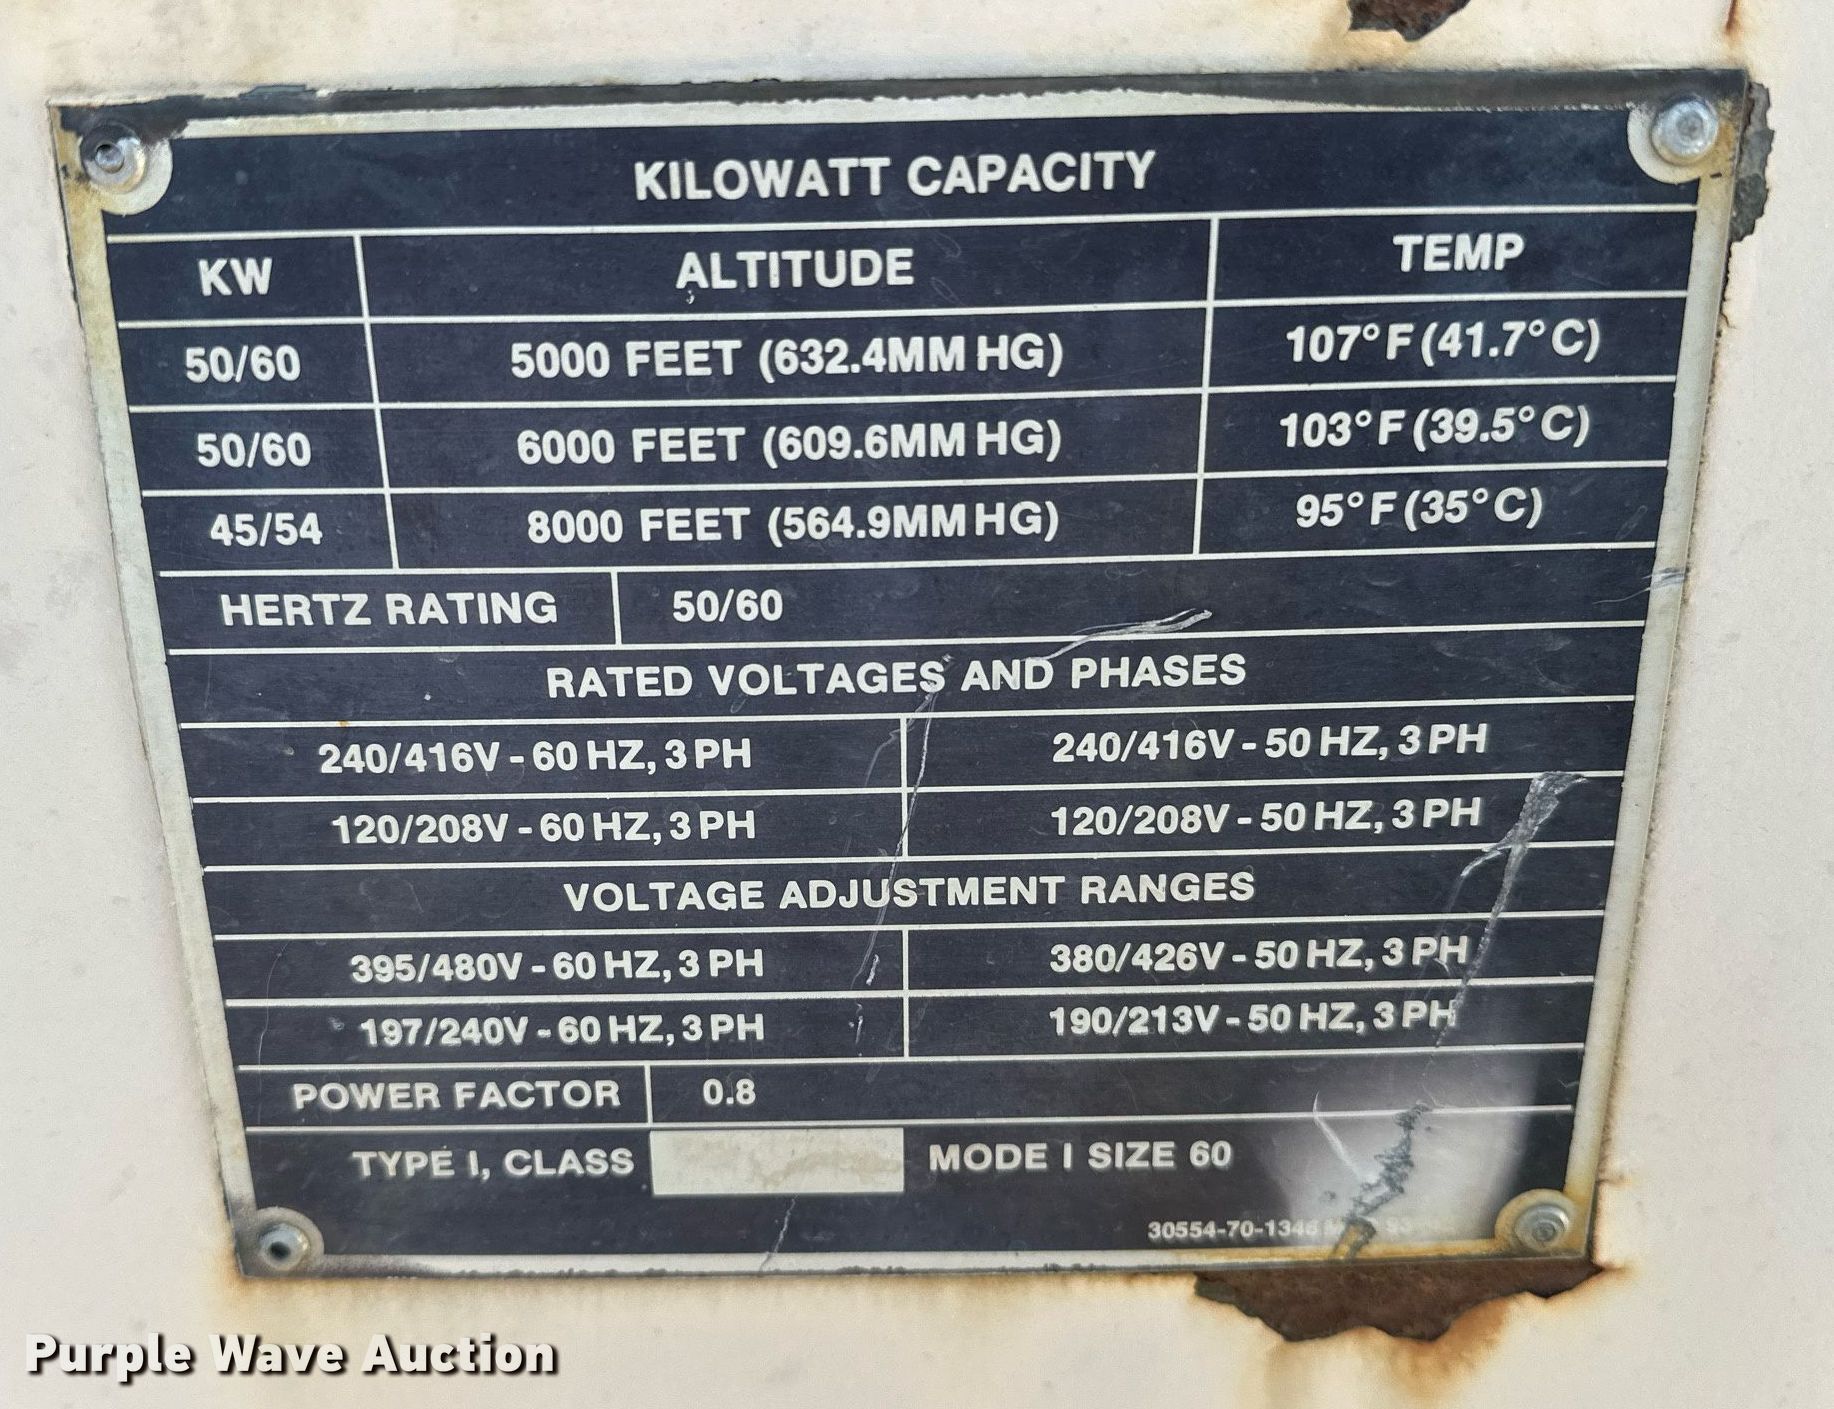 KILOWATT CAPACITY
KW ALTITUDE TEMP
50/60 5000 FEET (632.4MM HG) 107°F (41.7°C)
50/60 6000 FEET (609.6MM HG) 103°F (39.5°C)
45/54 8000 FEET (564.9MM HG) 95°F (35°C)
HERTZ RATING 50/60
RATED VOLTAGES AND PHASES
240/416V - 60 HZ, 3 PH 240/416V - 50 HZ, 3 PH
120/208V - 60 HZ, 3 PH 120/208V - 50 HZ, 3 PH
VOLTAGE ADJUSTMENT RANGES
395/480V - 60 HZ, 3 PH 380/426V - 50 HZ, 3 PH
197/240V - 60 HZ, 3 PH 190/213V - 50 HZ, 3 PH
POWER FACTOR 0.8
TYPE I, CLASS MODE I SIZE 60
30554-70-1346
Purple Wave Auction